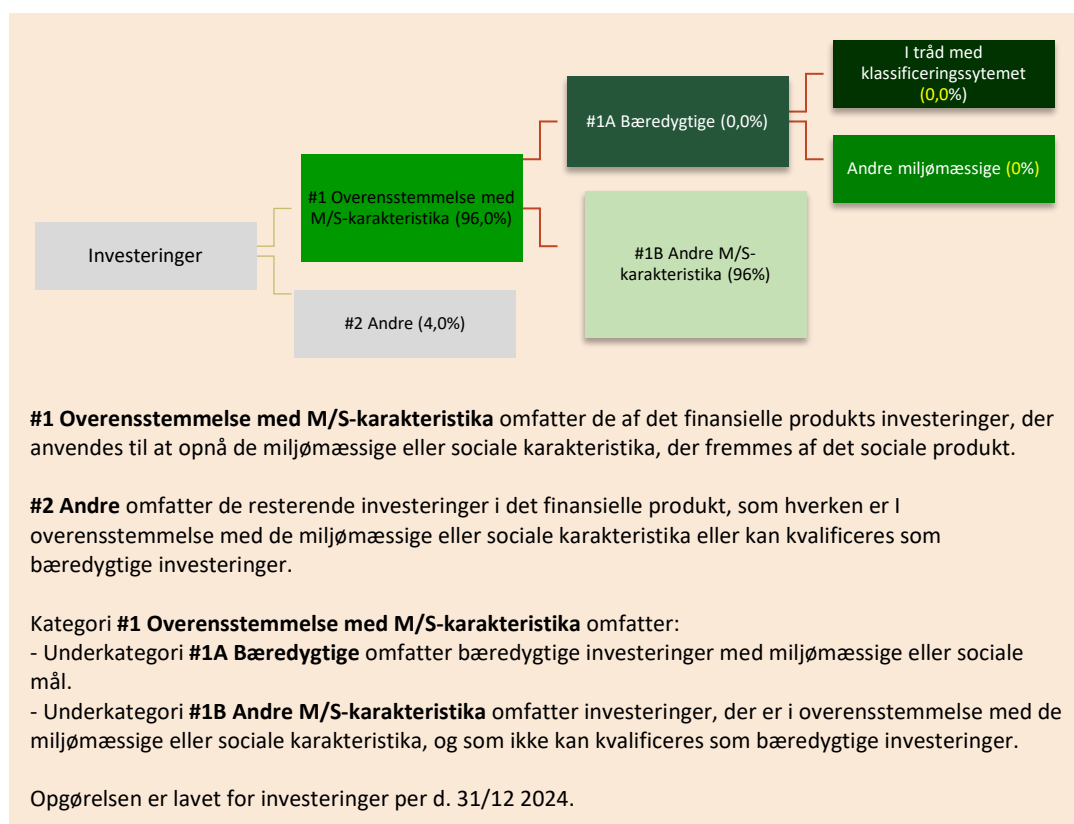 I tråd med
klassificeringssytemet
(0,0%)
#1A Bæredygtige (0,0%)
Andre miljømæssige (0%)
#1 Overensstemmelse med
M/S-karakteristika (96,0%)
Investeringer
#1B Andre M/S-
karakteristika (96%)
#2 Andre (4,0%)
#1 Overensstemmelse med M/S-karakteristika omfatter de af det finansielle produkts investeringer, der
anvendes til at opnå de miljømæssige eller sociale karakteristika, der fremmes af det sociale produkt.
#2 Andre omfatter de resterende investeringer i det finansielle produkt, som hverken er I
overensstemmelse med de miljømæssige eller sociale karakteristika eller kan kvalificeres som
bæredygtige investeringer.
Kategori #1 Overensstemmelse med M/S-karakteristika omfatter:
- Underkategori #1A Bæredygtige omfatter bæredygtige investeringer med miljømæssige eller sociale
mål.
- Underkategori #1B Andre M/S-karakteristika omfatter investeringer, der er i overensstemmelse med de
miljømæssige eller sociale karakteristika, og som ikke kan kvalificeres som bæredygtige investeringer.
Opgørelsen er lavet for investeringer per d. 31/12 2024.